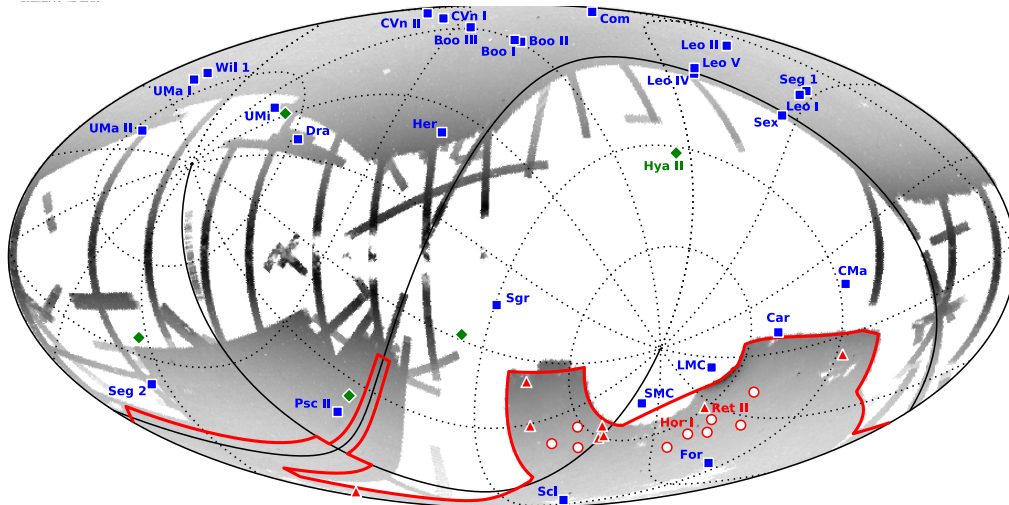 CVn II
CVn I
Com
Boo III
Boo I
Boo II
Leo II
Leo V
Leo IV
Wil 1
UMa I
Seg 1
Leo I
UMi
Sex
UMa II
Dra
Her
Hya II
CMa
Sgr
Car
LMC
Seg 2
Psc II
SMC
Ret II
Hor I
For
Scl